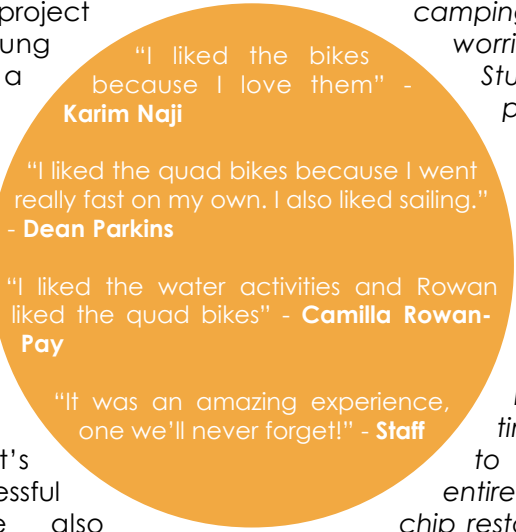 project
ung
a
camping
worri
Stu
p
“I liked the bikes
because I love them” -
Karim Naji
“I liked the quad bikes because I went
really fast on my own. I also liked sailing.”
- Dean Parkins
“I liked the water activities and Rowan
liked the quad bikes” - Camilla Rowan-
Pay
“It was an amazing experience,
one we’ll never forget!” - Staff
t’s
essful
also
tin
to
entire
chip resta